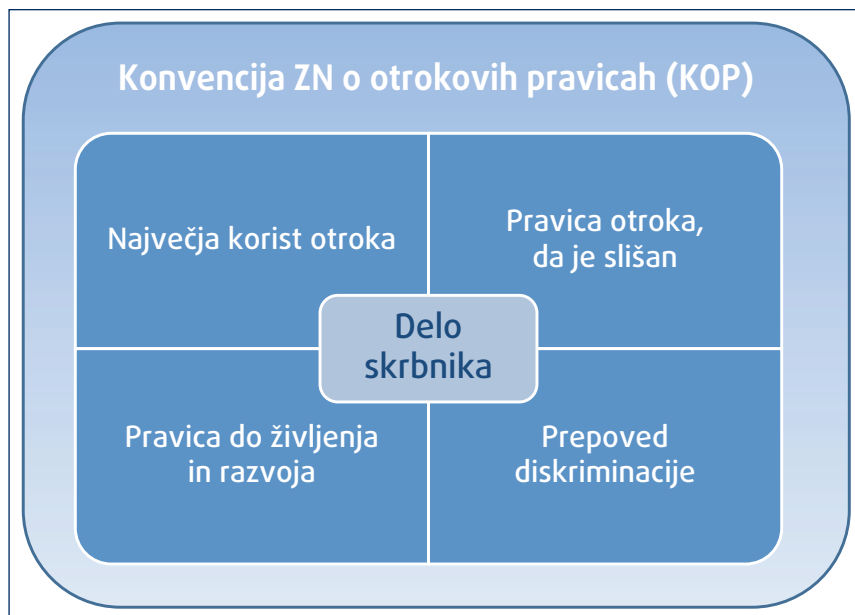 Konvencija ZN o otrokovih pravicah (KOP)
Največja korist otroka
Pravica otroka,
da je slišan
Delo
skrbnika
Pravica do življenja
in razvoja
Prepoved
diskriminacije